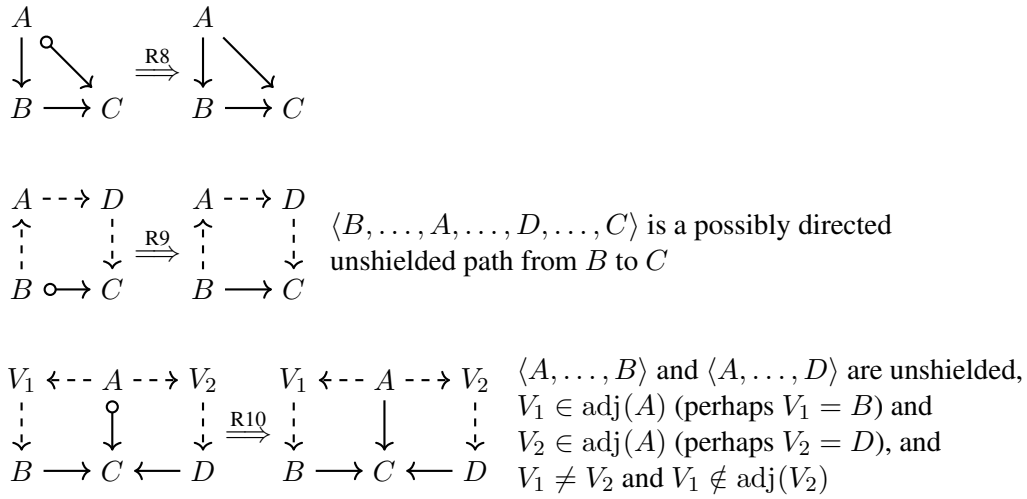 A A
R8
B C B C
A D A D
⟨B, . . . , A, . . . , D, . . . , C⟩ is a possibly directed
R9
unshielded path from B to C
B C B C
⟨A, . . . , B⟩ and ⟨A, . . . , D⟩ are unshielded,
V₁ A V₂ V₁ A V₂
V₁ ∈ adj(A) (perhaps V₁ = B) and
R10
V₂ ∈ adj(A) (perhaps V₂ = D), and
B C D B C D
V₁ ≠ V₂ and V₁ ∉ adj(V₂)